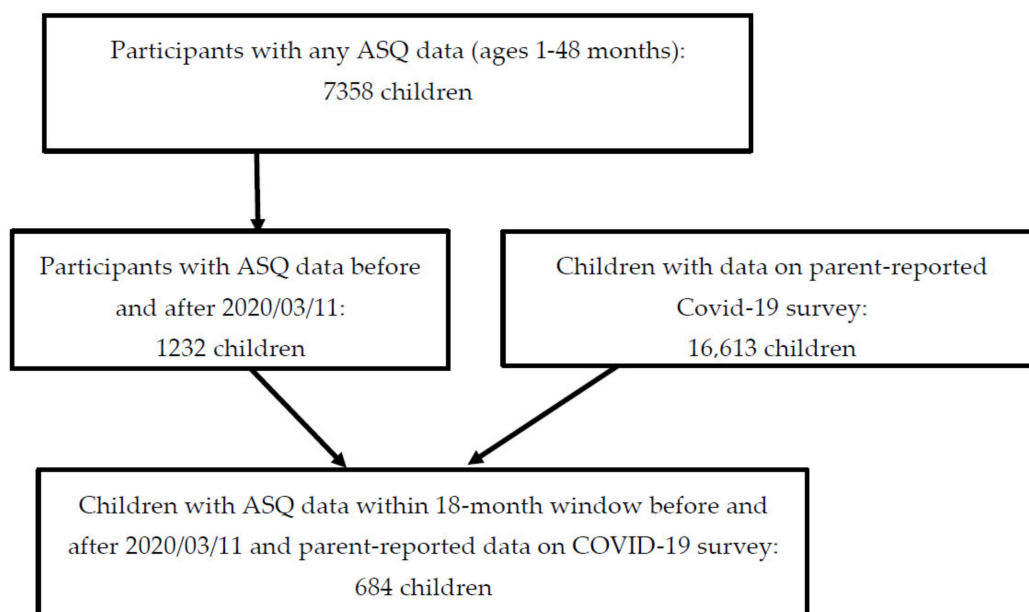 Participants with any ASQ data (ages 1-48 months):
7358 children
Participants with ASQ data before
and after 2020/03/11:
1232 children
Children with data on parent-reported
Covid-19 survey:
16,613 children
Children with ASQ data within 18-month window before and
after 2020/03/11 and parent-reported data on COVID-19 survey:
684 children